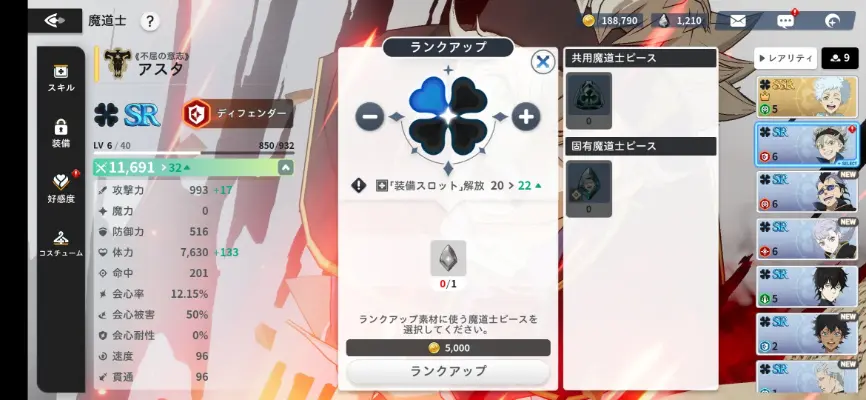 魔道士 ?
188,790
1,210
《不屈の意志》
アスタ
SR
ディフェンダー
LV 6 / 40
850/932
11,691 > 32
攻撃力 993 +17
魔力 0
防御力 516
体力 7,630 +133
命中 201
会心率 12.15%
会心被害 50%
会心耐性 0%
速度 96
貫通 96
スキル
装備
好感度
コスチューム
ランクアップ
「装備スロット」解放 20 > 22
0/1
ランクアップ素材に使う魔道士ピースを
選択してください。
5,000
ランクアップ
共用魔道士ピース
0
固有魔道士ピース
0
レアリティ
9
5
SR
6
SELECT
NEW
SR
6
NEW
SR
6
SR
5
NEW
SR
2
NEW
SR
1